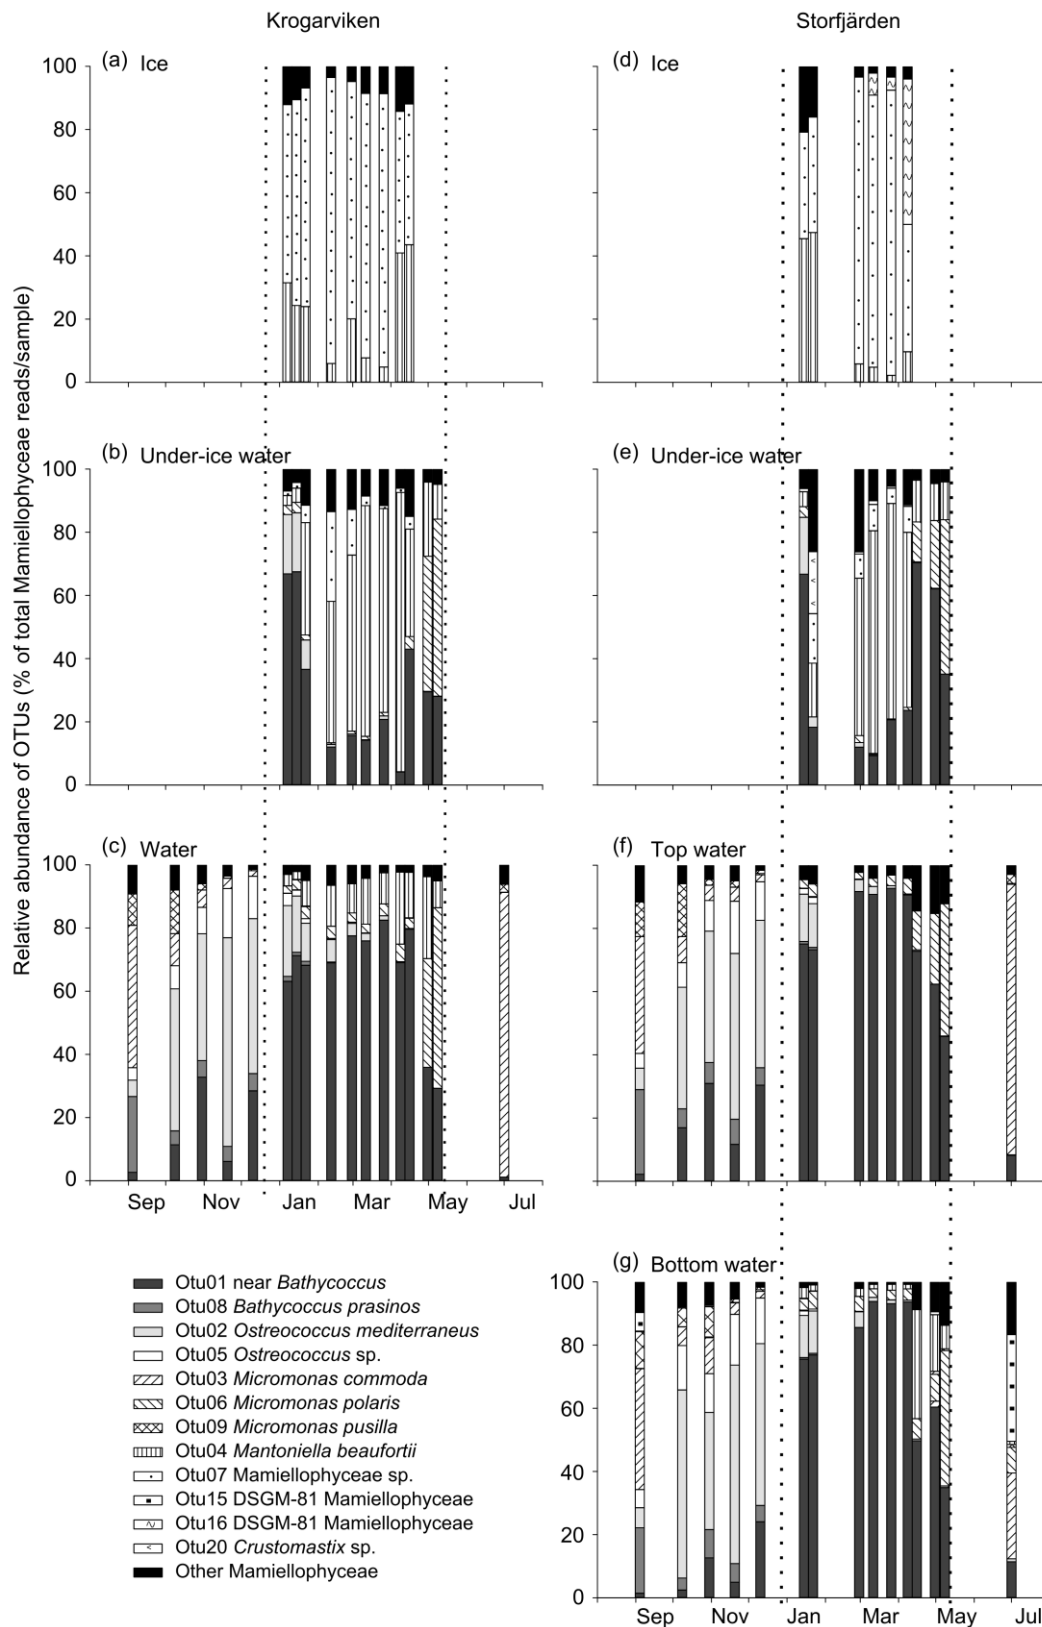 Krogarviken
Storfjärden
Relative abundance of OTUs (% of total Mamiellophyceae reads/sample)
(a) Ice
100
80
60
40
20
0
(d) Ice
(b) Under-ice water
100
80
60
40
20
0
(e) Under-ice water
(c) Water
100
80
60
40
20
0
Sep Nov Jan Mar May Jul
(f) Top water
(g) Bottom water
100
80
60
40
20
0
Sep Nov Jan Mar May Jul
Otu01 near Bathycoccus
Otu08 Bathycoccus prasinos
Otu02 Ostreococcus mediterraneus
Otu05 Ostreococcus sp.
Otu03 Micromonas commoda
Otu06 Micromonas polaris
Otu09 Micromonas pusilla
Otu04 Mantoniella beaufortii
Otu07 Mamiellophyceae sp.
Otu15 DSGM-81 Mamiellophyceae
Otu16 DSGM-81 Mamiellophyceae
Otu20 Crustomastix sp.
Other Mamiellophyceae